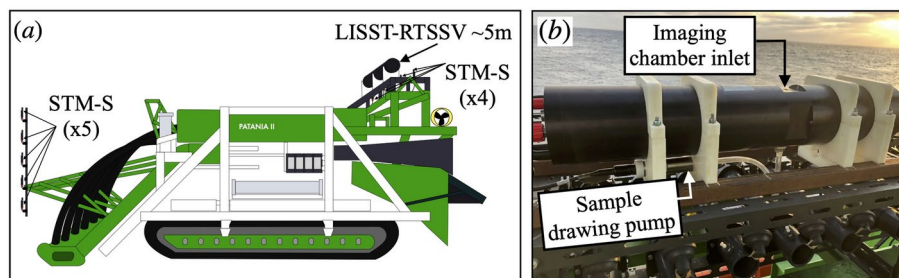 (a)
LISST-RTSSV ~5m
STM-S
(x5)
STM-S
(x4)
PATANIA II
(b)
Imaging
chamber inlet
Sample
drawing pump